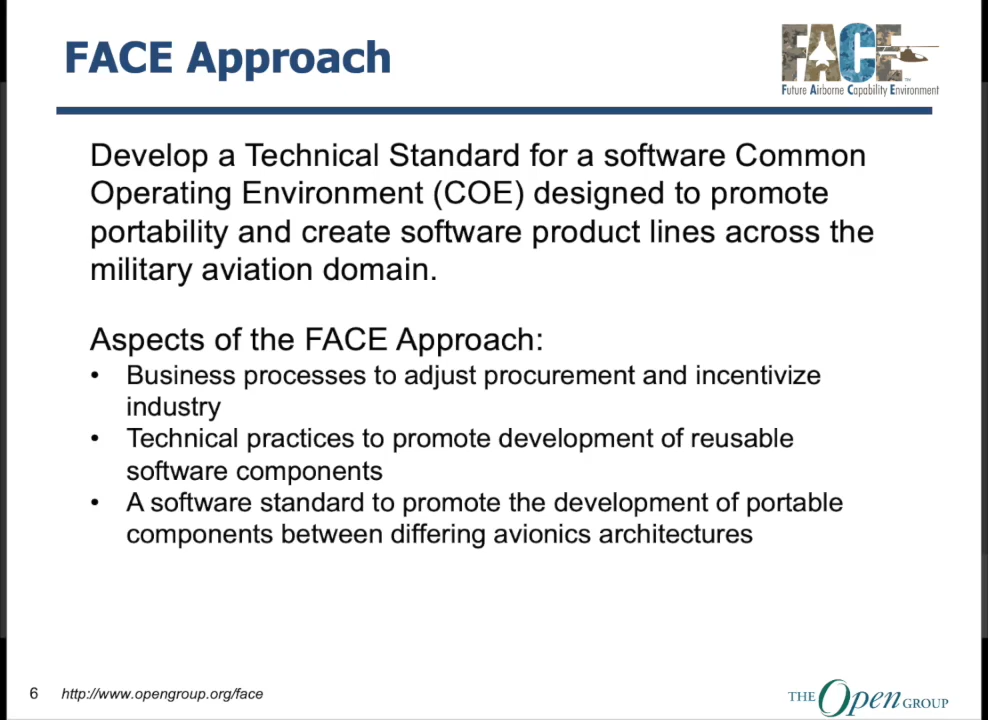 FACE Approach
FACE™
Future Airborne Capability Environment
Develop a Technical Standard for a software Common
Operating Environment (COE) designed to promote
portability and create software product lines across the
military aviation domain.
Aspects of the FACE Approach:
• Business processes to adjust procurement and incentivize
industry
• Technical practices to promote development of reusable
software components
• A software standard to promote the development of portable
components between differing avionics architectures
6 http://www.opengroup.org/face
THE Open GROUP